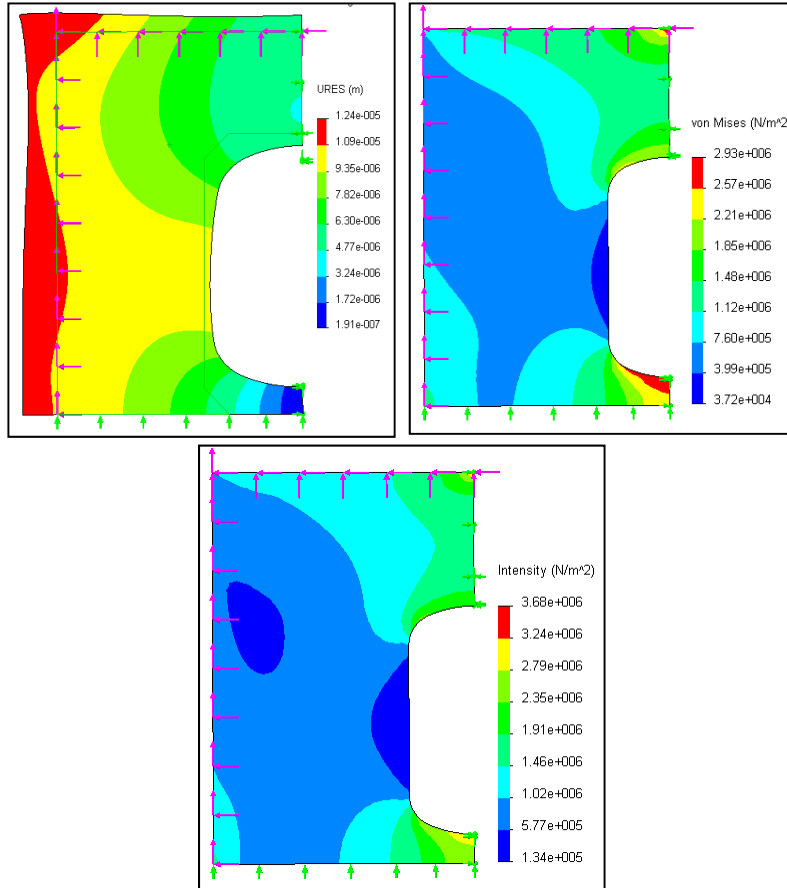 URES (m)
1.24e-005
1.09e-005
9.35e-006
7.82e-006
6.30e-006
4.77e-006
3.24e-006
1.72e-006
1.91e-007
von Mises (N/m^2
2.93e+006
2.57e+006
2.21e+006
1.85e+006
1.48e+006
1.12e+006
7.60e+005
3.99e+005
3.72e+004
Intensity (N/m^2)
3.68e+006
3.24e+006
2.79e+006
2.35e+006
1.91e+006
1.46e+006
1.02e+006
5.77e+005
1.34e+005